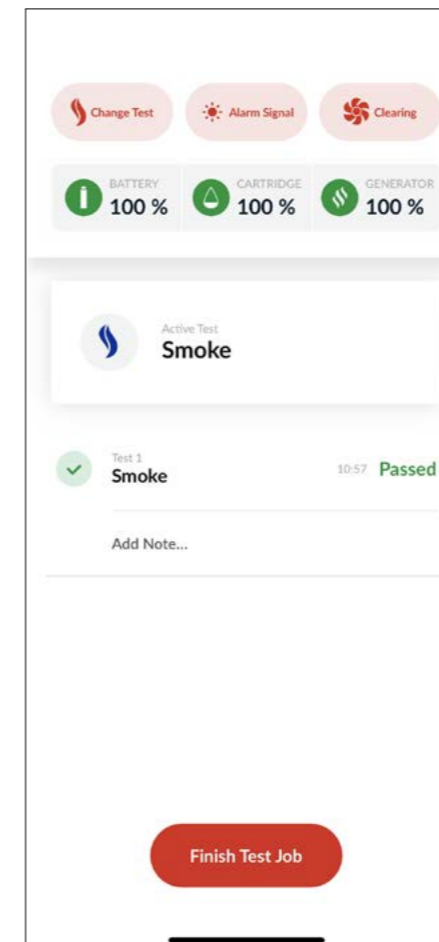 Change Test
Alarm Signal
Clearing
BATTERY
100 %
CARTRIDGE
100 %
GENERATOR
100 %
Active Test
Smoke
Test 1
Smoke
10:57 Passed
Add Note...
Finish Test Job